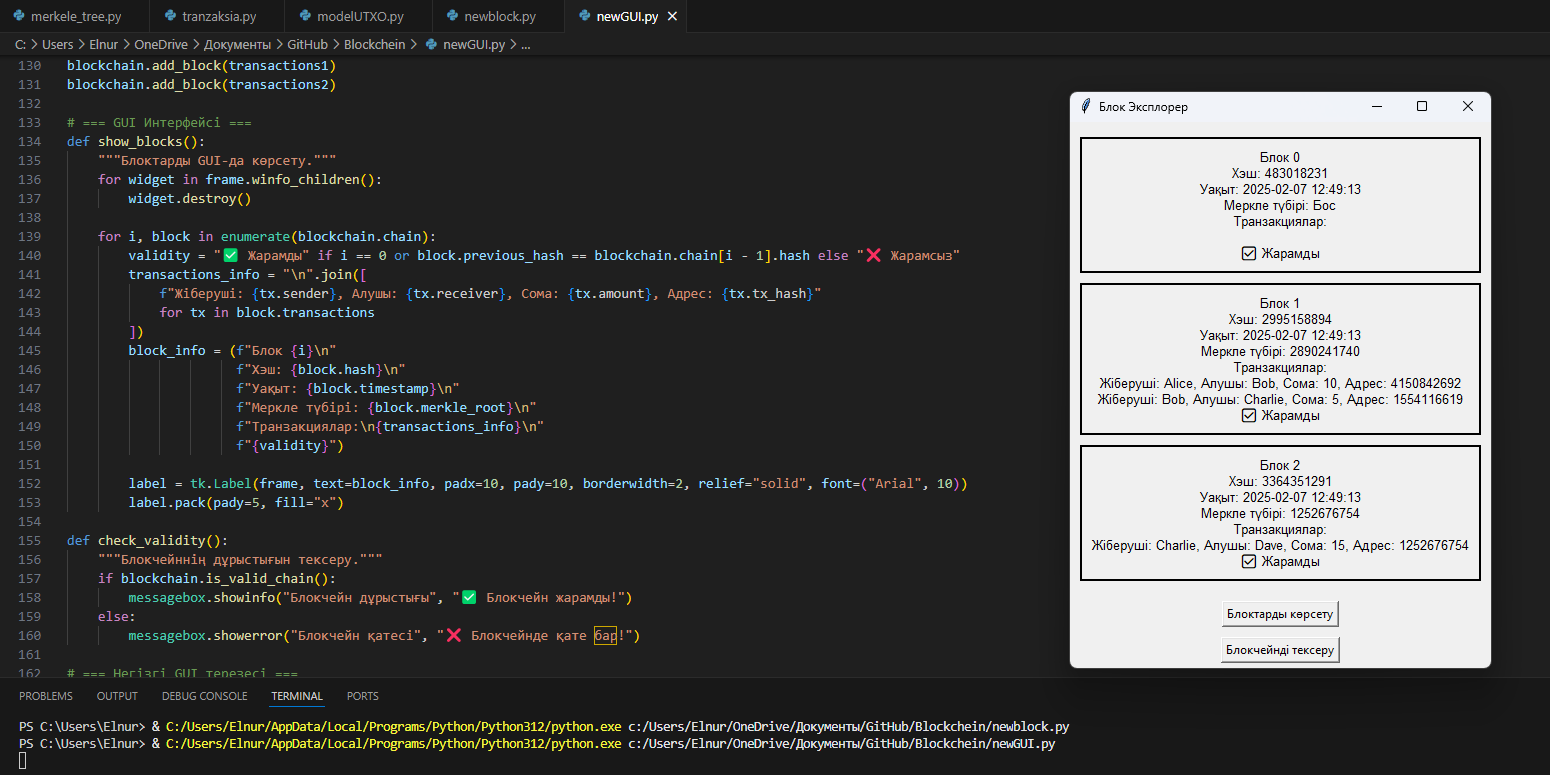 merkele_tree.py
tranzaksia.py
modelUTXO.py
newblock.py
newGUI.py
C: > Users > Elnur > OneDrive > Документы > GitHub > Blockchein > newGUI.py > ...
130 blockchain.add_block(transactions1)
131 blockchain.add_block(transactions2)
132
133 # === GUI Интерфейсі ===
134 def show_blocks():
135     """Блоктарды GUI-да көрсету."""
136     for widget in frame.winfo_children():
137         widget.destroy()
138
139     for i, block in enumerate(blockchain.chain):
140         validity = "✅ Жарамды" if i == 0 or block.previous_hash == blockchain.chain[i - 1].hash else "❌ Жарамсыз"
141         transactions_info = "\n".join([
142             f"Жіберуші: {tx.sender}, Алушы: {tx.receiver}, Сома: {tx.amount}, Адрес: {tx.tx_hash}"
143             for tx in block.transactions
144         ])
145         block_info = (f"Блок {i}\n"
146                       f"Хэш: {block.hash}\n"
147                       f"Уақыт: {block.timestamp}\n"
148                       f"Меркле түбірі: {block.merkle_root}\n"
149                       f"Транзакциялар:\n{transactions_info}\n"
150                       f"{validity}")
151
152         label = tk.Label(frame, text=block_info, padx=10, pady=10, borderwidth=2, relief="solid", font=("Arial", 10))
153         label.pack(pady=5, fill="x")
154
155 def check_validity():
156     """Блокчейннің дұрыстығын тексеру."""
157     if blockchain.is_valid_chain():
158         messagebox.showinfo("Блокчейн дұрыстығы", "✅ Блокчейн жарамды!")
159     else:
160         messagebox.showerror("Блокчейн қатесі", "❌ Блокчейнде қате бар!")
161
162 # === Негізгі GUI терезесі ===
Блок Эксплорер
Блок 0
Хэш: 483018231
Уақыт: 2025-02-07 12:49:13
Меркле түбірі: Бос
Транзакциялар:
☑ Жарамды
Блок 1
Хэш: 2995158894
Уақыт: 2025-02-07 12:49:13
Меркле түбірі: 2890241740
Транзакциялар:
Жіберуші: Alice, Алушы: Bob, Сома: 10, Адрес: 4150842692
Жіберуші: Bob, Алушы: Charlie, Сома: 5, Адрес: 1554116619
☑ Жарамды
Блок 2
Хэш: 3364351291
Уақыт: 2025-02-07 12:49:13
Меркле түбірі: 1252676754
Транзакциялар:
Жіберуші: Charlie, Алушы: Dave, Сома: 15, Адрес: 1252676754
☑ Жарамды
Блоктарды көрсету
Блокчейнді тексеру
PROBLEMS OUTPUT DEBUG CONSOLE TERMINAL PORTS
PS C:\Users\Elnur> & C:/Users/Elnur/AppData/Local/Programs/Python/Python312/python.exe c:/Users/Elnur/OneDrive/Документы/GitHub/Blockchein/newblock.py
PS C:\Users\Elnur> & C:/Users/Elnur/AppData/Local/Programs/Python/Python312/python.exe c:/Users/Elnur/OneDrive/Документы/GitHub/Blockchein/newGUI.py